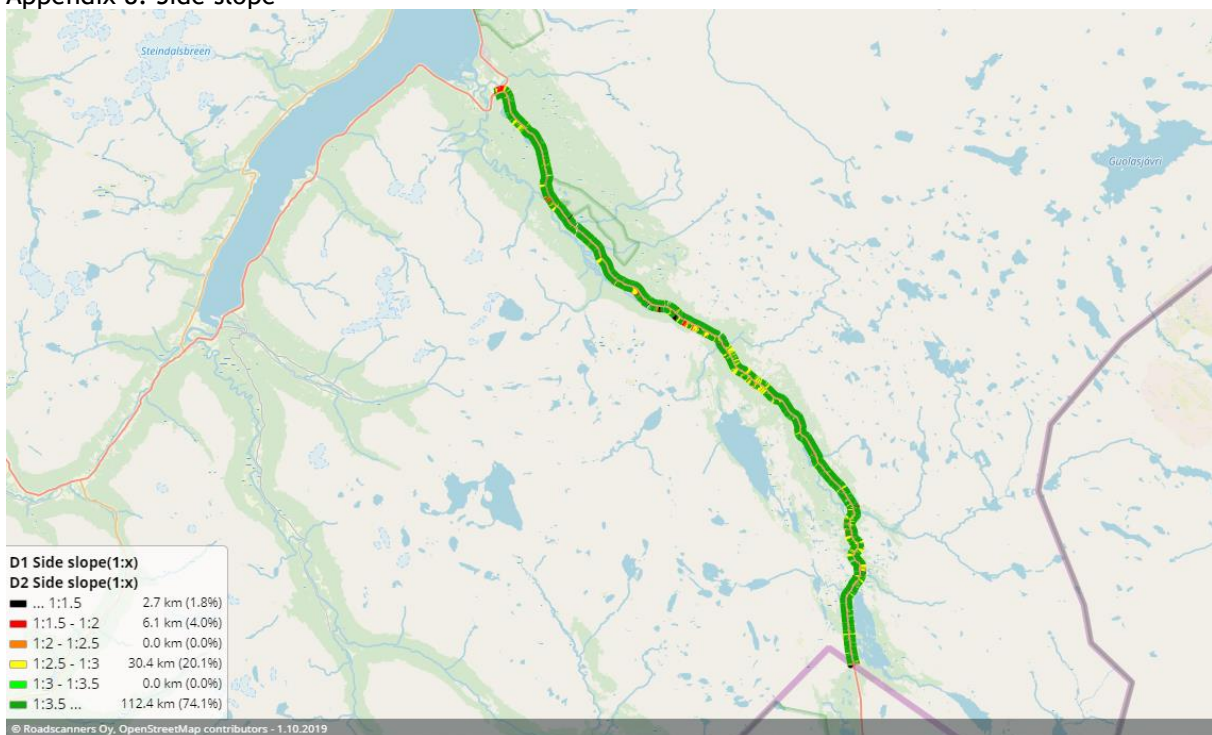 Appendix 8: Side slope
Steindalsbreen
Guolasjávri
D1 Side slope(1:x)
D2 Side slope(1:x)
... 1:1.5 2.7 km (1.8%)
1:1.5 - 1:2 6.1 km (4.0%)
1:2 - 1:2.5 0.0 km (0.0%)
1:2.5 - 1:3 30.4 km (20.1%)
1:3 - 1:3.5 0.0 km (0.0%)
1:3.5 ... 112.4 km (74.1%)
© Roadscanners Oy, OpenStreetMap contributors - 1.10.2019